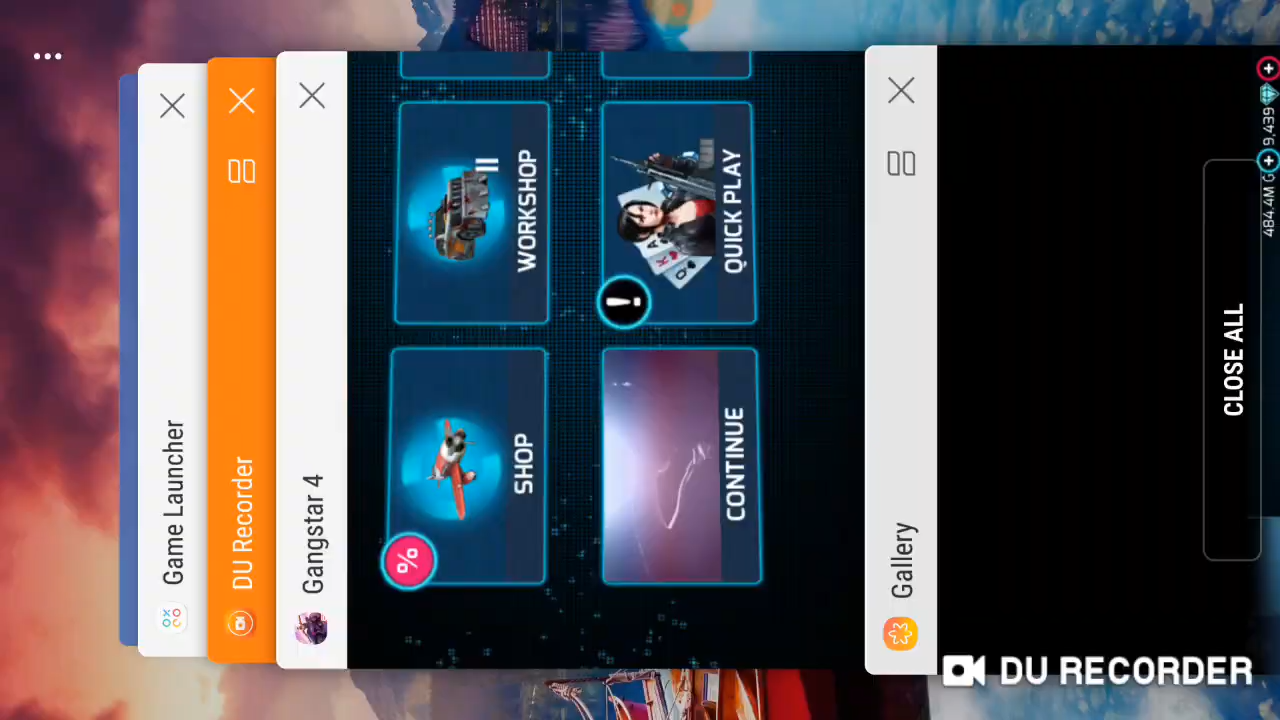 Game Launcher
DU Recorder
Gangstar 4
%
SHOP
WORKSHOP
II
CONTINUE
!
QUICK PLAY
A
K
Q
Gallery
CLOSE ALL
484.4M G
9.439
DU RECORDER